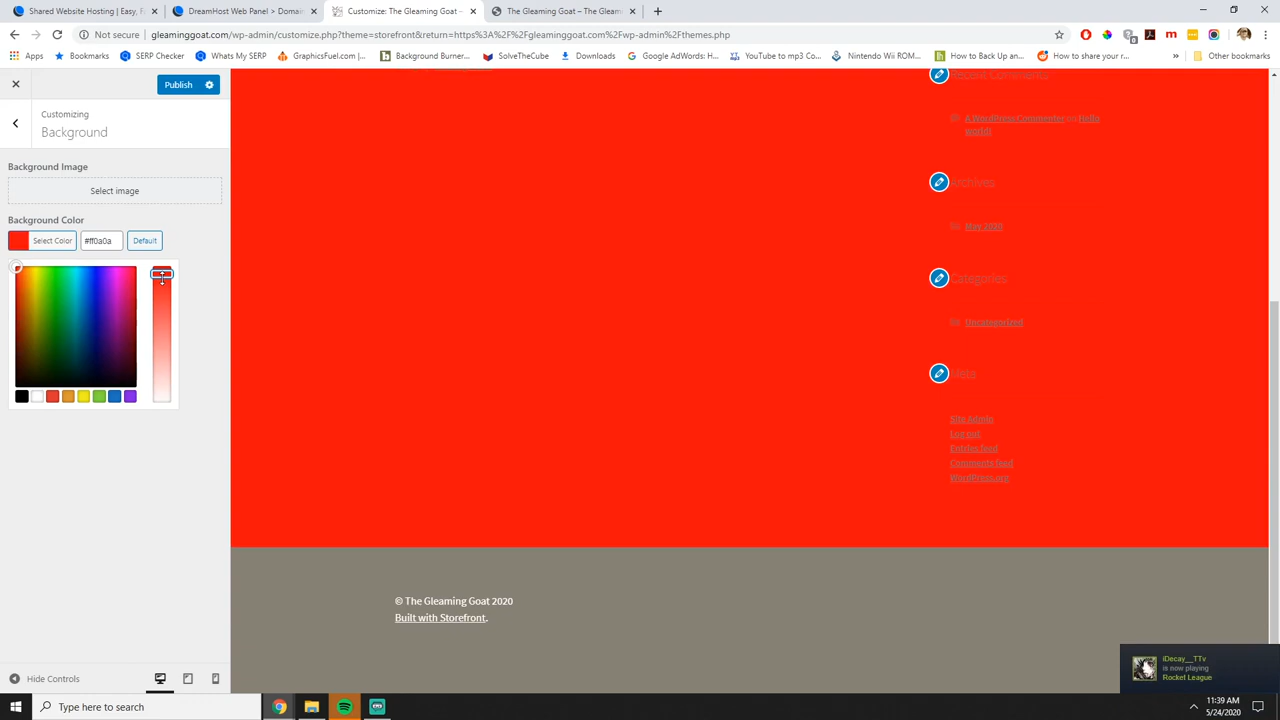 Shared Website Hosting | Easy, F
DreamHost Web Panel > Domain
Customize: The Gleaming Goat -
The Gleaming Goat –
Not secure
gleaminggoat.com/wp-admin/customize.php?theme=storefront&return=https%3A%2F%2Fgleaminggoat.com%2Fwp-admin%2Fthemes.php
Apps
Bookmarks
SERP Checker
Whats My SERP
GraphicsFuel.com |...
Background Burner...
SolveTheCube
Downloads
Google AdWords: K...
YouTube to mp3 Co...
Nintendo Wii ROM...
How to Back Up an...
How to share your r...
»
Other bookmarks
Publish
Customizing
Background
Background Image
Select image
Background Color
Select Color
#ff0a0a
Default
Recent Comments
A WordPress Commenter on Hello
world!
Archives
May 2020
Categories
Uncategorized
Meta
Site Admin
Log out
Entries feed
Comments feed
WordPress.org
© The Gleaming Goat 2020
Built with Storefront.
Hide Controls
iDecay__TTv
is now playing
Rocket League
Type here to search
11:39 AM
5/24/2020